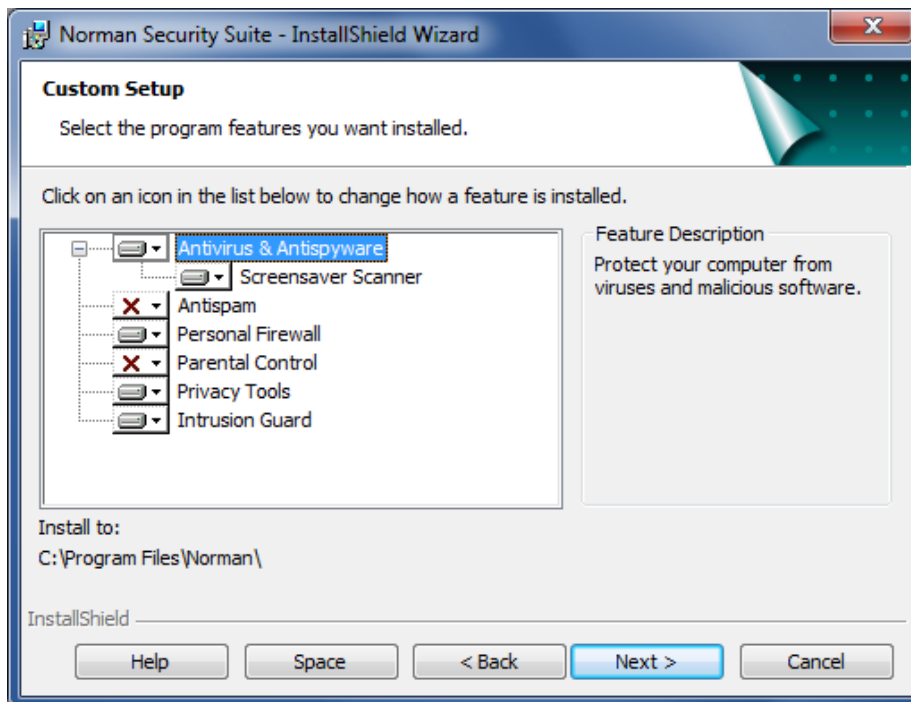 Norman Security Suite - InstallShield Wizard
Custom Setup
Select the program features you want installed.
Click on an icon in the list below to change how a feature is installed.
Antivirus & Antispyware
Screensaver Scanner
Antispam
Personal Firewall
Parental Control
Privacy Tools
Intrusion Guard
Feature Description
Protect your computer from
viruses and malicious software.
Install to:
C:\Program Files\Norman\
InstallShield
Help
Space
< Back
Next >
Cancel